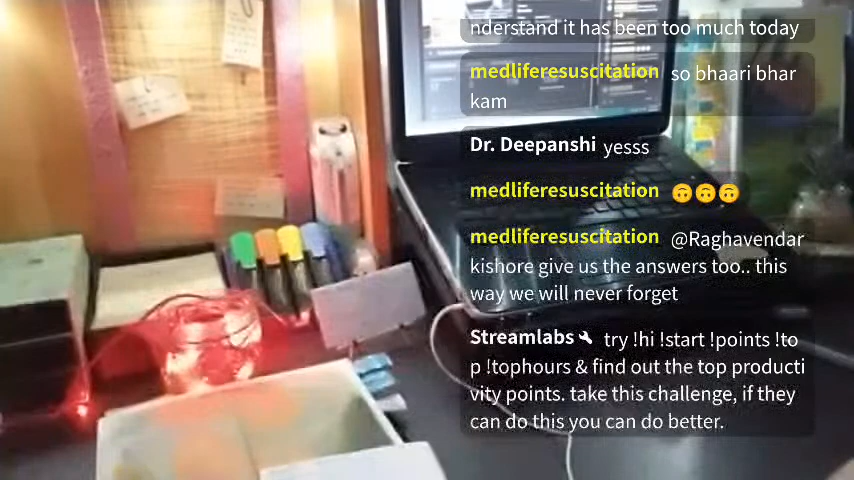 nderstand it has been too much today
medliferesuscitation so bhaari bhar
kam
Dr. Deepanshi yesss
medliferesuscitation 🙃🙃🙃
medliferesuscitation @Raghavendar
kishore give us the answers too.. this
way we will never forget
Streamlabs try !hi !start !points !to
p !tophours & find out the top producti
vity points. take this challenge, if they
can do this you can do better.